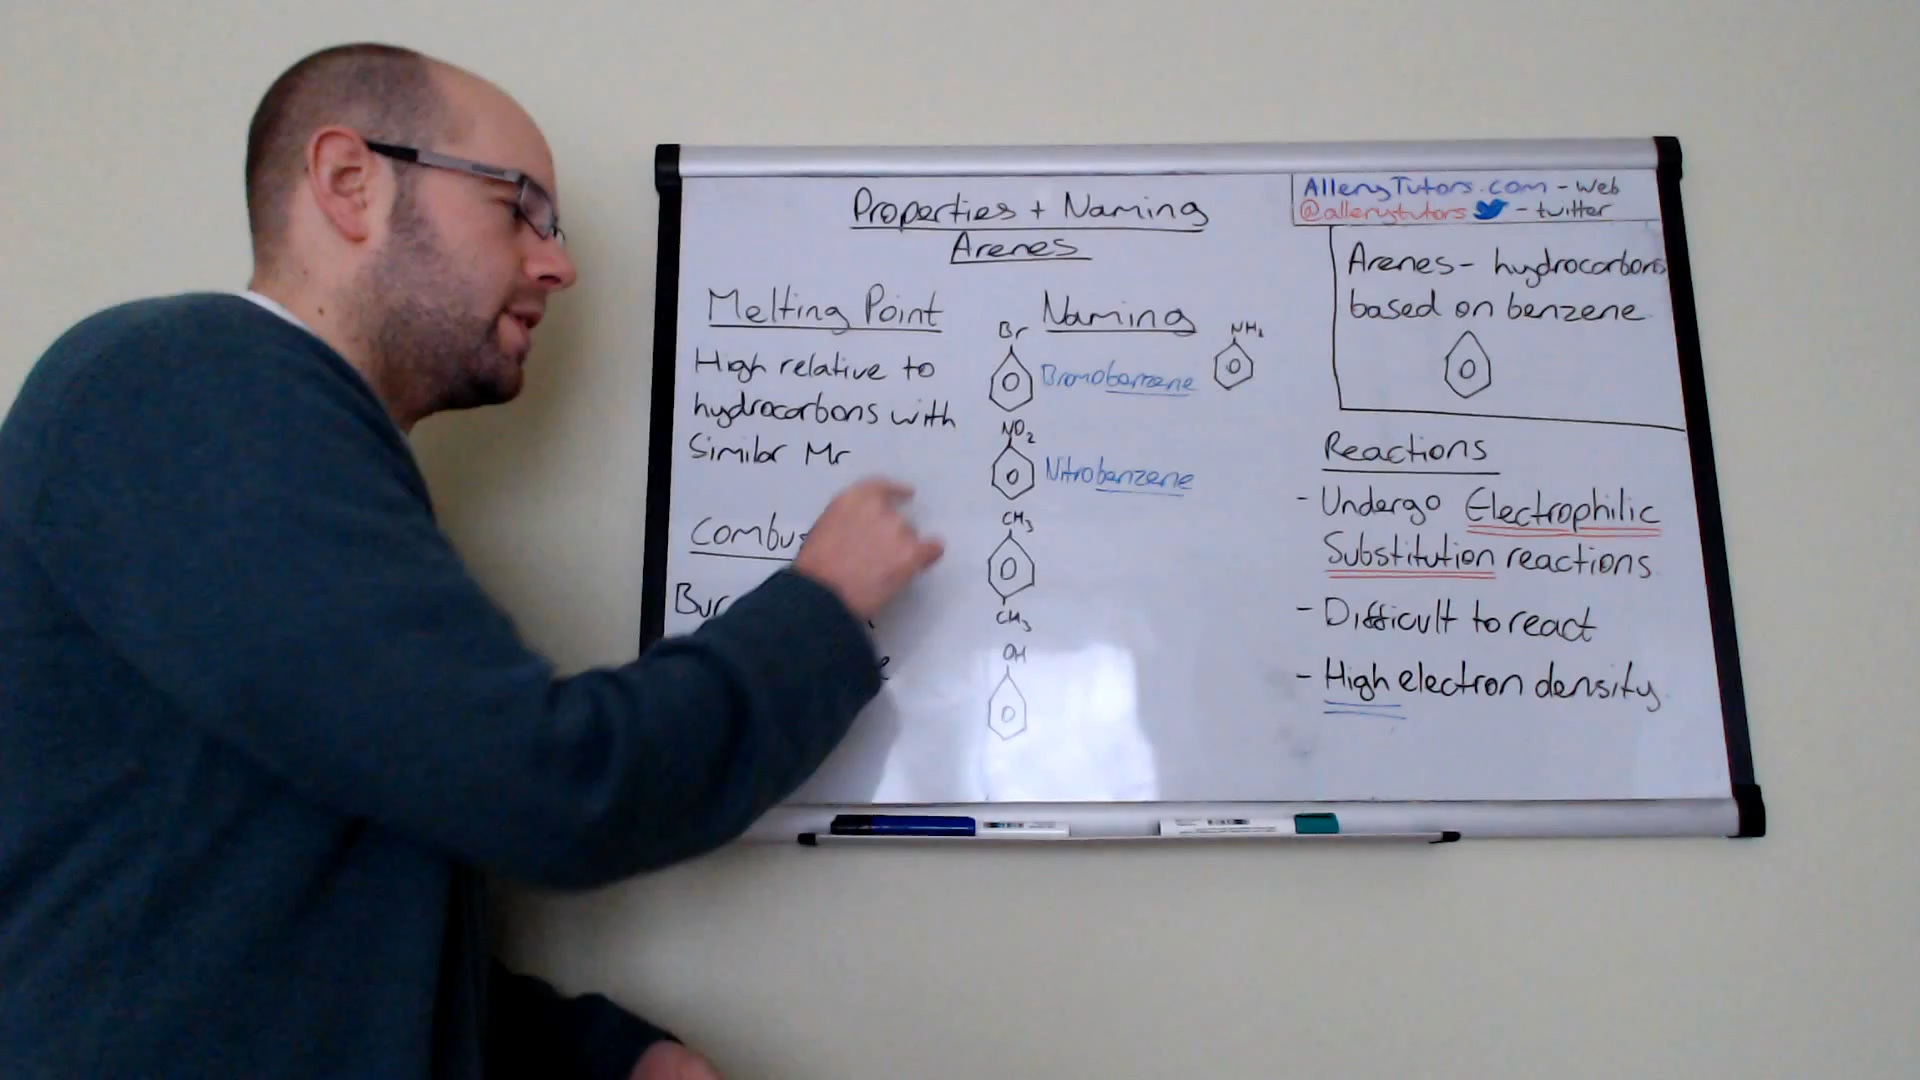 Properties + Naming
Arenes
AlleryTutors.com - Web
@allerytutors - twitter
Arenes - hydrocarbons
based on benzene
Melting Point
High relative to
hydrocarbons with
Similar Mr
Naming
Br
Bromobenzene
NH2
NO2
Nitrobenzene
CH3
CH3
OH
Reactions
- Undergo Electrophilic
Substitution reactions
- Difficult to react
- High electron density